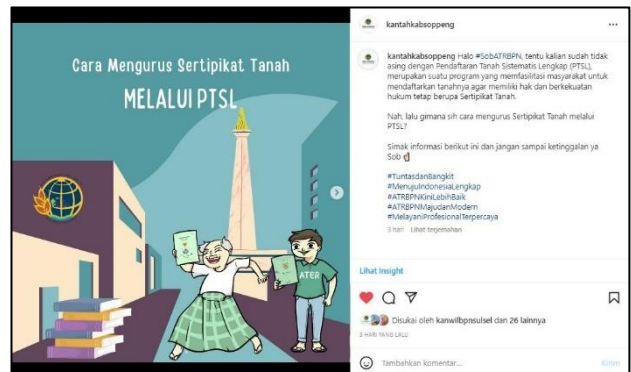 Cara Mengurus Sertipikat Tanah
MELALUI PTSL
ATER
kantahkabsoppeng
kantahkabsoppeng Halo #SobATRBPN, tentu kalian sudah tidak
asing dengan Pendaftaran Tanah Sistematis Lengkap (PTSL),
merupakan suatu program yang memfasilitasi masyarakat untuk
mendaftarkan tanahnya agar memiliki hak dan berkekuatan
hukum tetap berupa Sertipikat Tanah.
Nah, lalu gimana sih cara mengurus Sertipikat Tanah melalui
PTSL?
Simak informasi berikut ini dan jangan sampai ketinggalan ya
Sob
#TuntasdanBangkit
#MenujuIndonesiaLengkap
#ATRBPNKiniLebihBaik
#ATRBPNMajudanModern
#MelayaniProfesionalTerpercaya
3 hari Lihat terjemahan
Lihat Insight
Disukai oleh kanwilbpnsulsel dan 26 lainnya
3 HARI YANG LALU
Tambahkan komentar...
Kirim